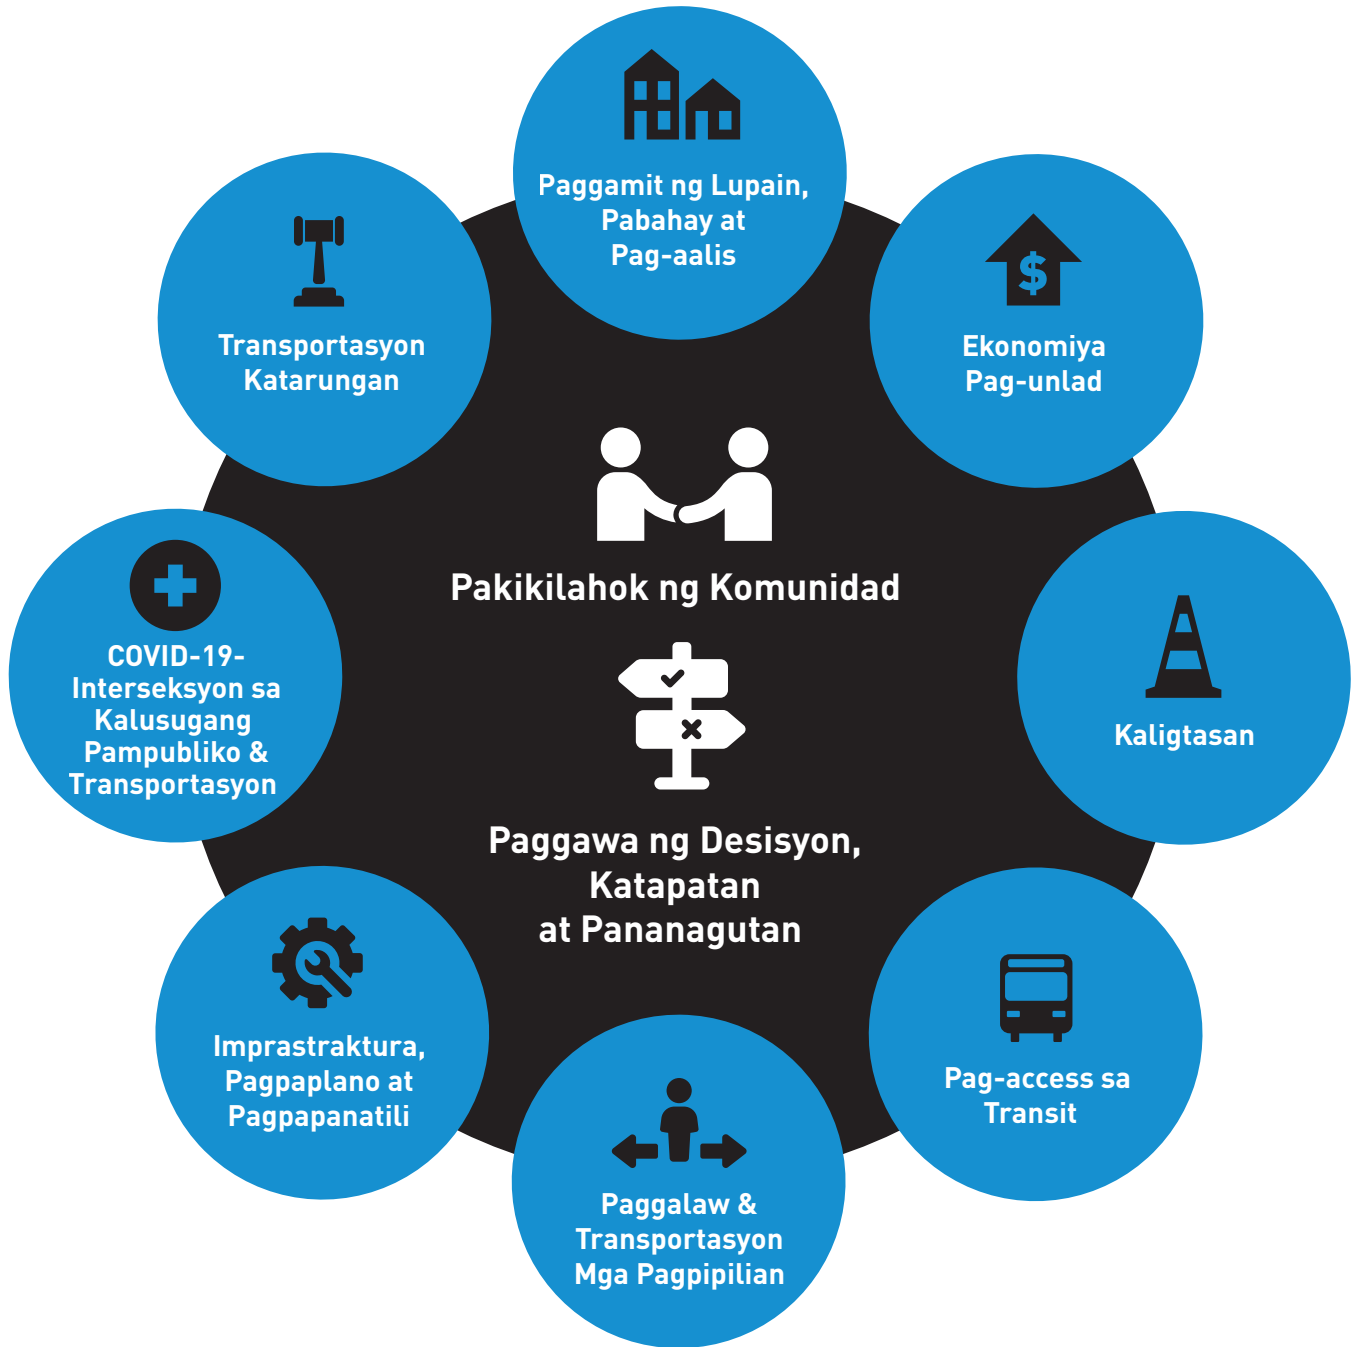 Paggamit ng Lupain,
Pabahay at
Pag-aalis
$
Ekonomiya
Pag-unlad
Kaligtasan
Pag-access sa
Transit
Paggalaw &
Transportasyon
Mga Pagpipilian
Imprastraktura,
Pagpaplano at
Pagpapanatili
COVID-19-
Interseksyon sa
Kalusugang
Pampubliko &
Transportasyon
Transportasyon
Katarungan
Pakikilahok ng Komunidad
Paggawa ng Desisyon,
Katapatan
at Pananagutan